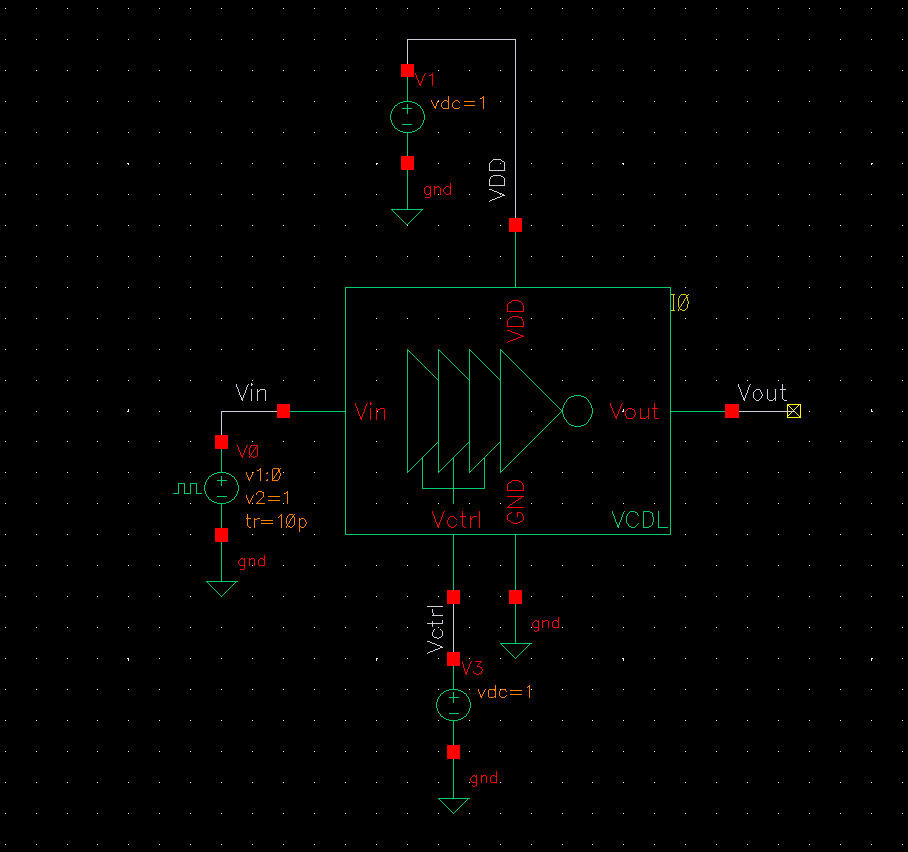 V1
vdc=1
VDD
gnd
I0
VDD
Vin
Vin
Vout
Vout
V0
v1:0
v2=1
tr=10p
GND
Vctrl
VCDL
gnd
Vctrl
gnd
V3
vdc=1
gnd